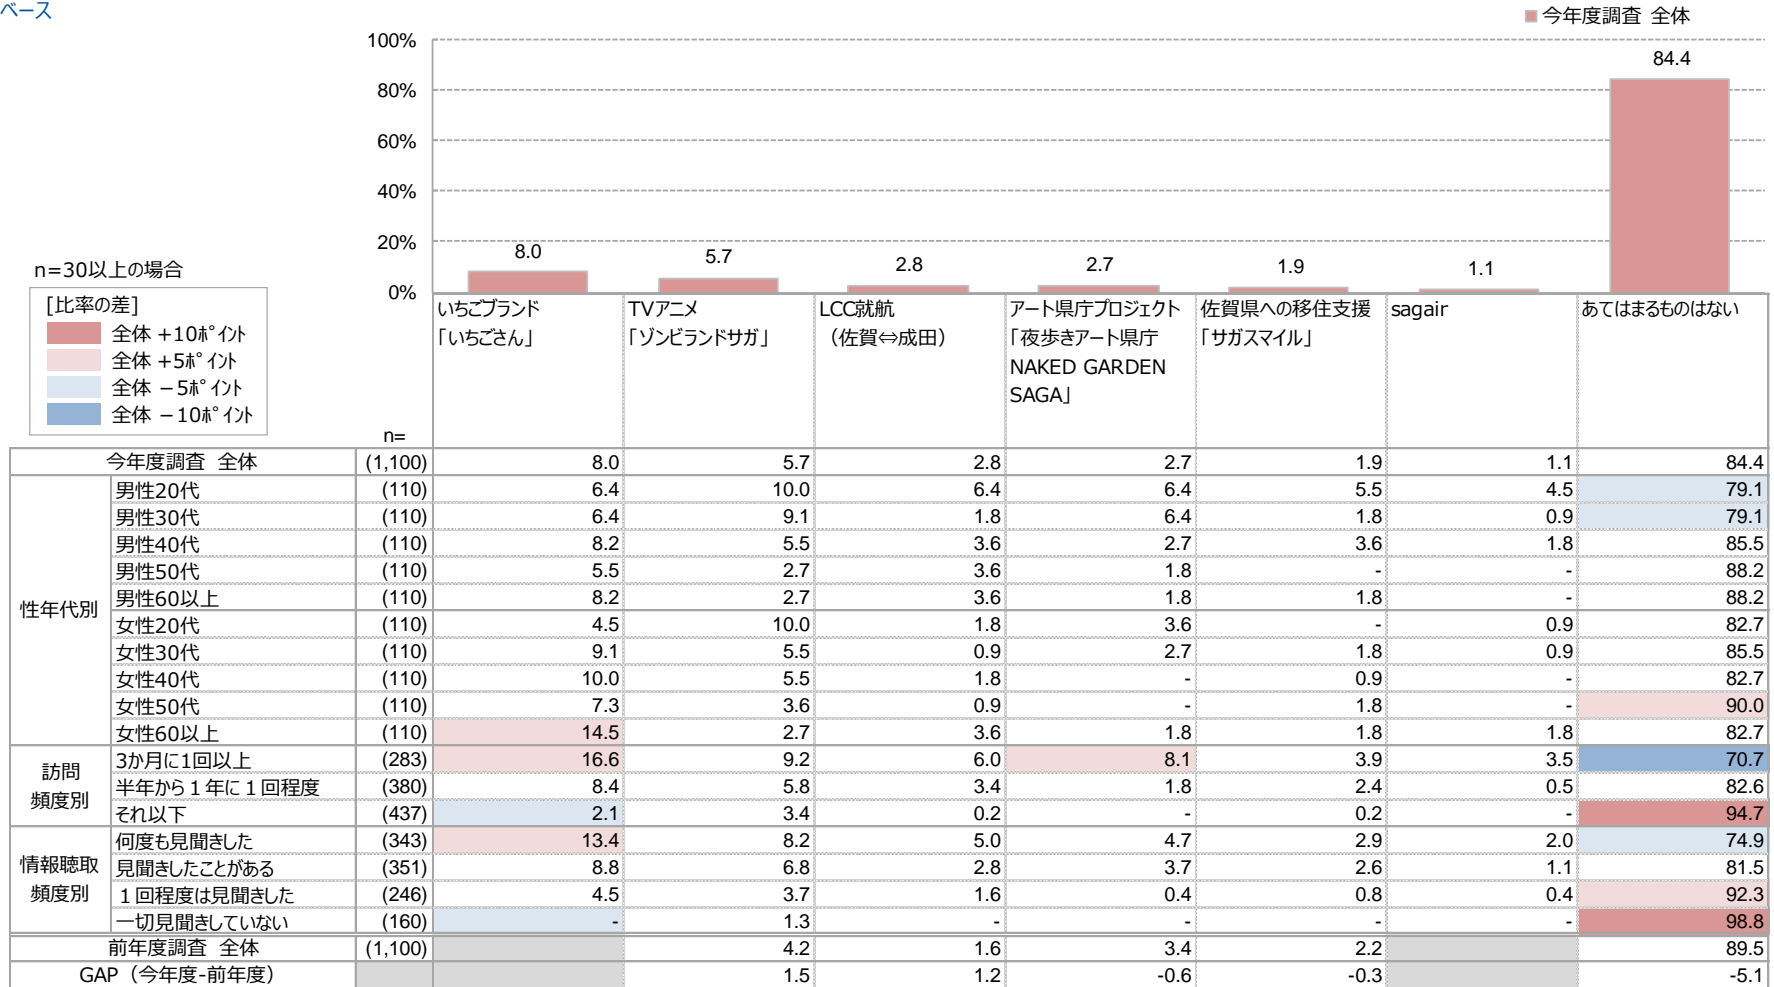 ベース
今年度調査 全体
100%
80%
60%
40%
20%
0%
8.0
5.7
2.8
2.7
1.9
1.1
84.4
n=30以上の場合
[比率の差]
全体 +10ﾎﾟｲﾝﾄ
全体 +5ﾎﾟｲﾝﾄ
全体 －5ﾎﾟｲﾝﾄ
全体 －10ﾎﾟｲﾝﾄ
n=
いちごブランド
「いちごさん」
TVアニメ
「ゾンビランドサガ」
LCC就航
（佐賀⇔成田）
アート県庁プロジェクト
「夜歩きアート県庁
NAKED GARDEN
SAGA」
佐賀県への移住支援
「サガスマイル」
sagair
あてはまるものはない
今年度調査 全体 (1,100) 8.0 5.7 2.8 2.7 1.9 1.1 84.4
性年代別
男性20代 (110) 6.4 10.0 6.4 6.4 5.5 4.5 79.1
男性30代 (110) 6.4 9.1 1.8 6.4 1.8 0.9 79.1
男性40代 (110) 8.2 5.5 3.6 2.7 3.6 1.8 85.5
男性50代 (110) 5.5 2.7 3.6 1.8 - - 88.2
男性60以上 (110) 8.2 2.7 3.6 1.8 1.8 - 88.2
女性20代 (110) 4.5 10.0 1.8 3.6 - 0.9 82.7
女性30代 (110) 9.1 5.5 0.9 2.7 1.8 0.9 85.5
女性40代 (110) 10.0 5.5 1.8 - 0.9 - 82.7
女性50代 (110) 7.3 3.6 0.9 - 1.8 - 90.0
女性60以上 (110) 14.5 2.7 3.6 1.8 1.8 1.8 82.7
訪問
頻度別
3か月に1回以上 (283) 16.6 9.2 6.0 8.1 3.9 3.5 70.7
半年から１年に１回程度 (380) 8.4 5.8 3.4 1.8 2.4 0.5 82.6
それ以下 (437) 2.1 3.4 0.2 - 0.2 - 94.7
情報聴取
頻度別
何度も見聞きした (343) 13.4 8.2 5.0 4.7 2.9 2.0 74.9
見聞きしたことがある (351) 8.8 6.8 2.8 3.7 2.6 1.1 81.5
１回程度は見聞きした (246) 4.5 3.7 1.6 0.4 0.8 0.4 92.3
一切見聞きしていない (160) - 1.3 - - - - 98.8
前年度調査 全体 (1,100) 4.2 1.6 3.4 2.2 89.5
GAP（今年度-前年度） 1.5 1.2 -0.6 -0.3 -5.1